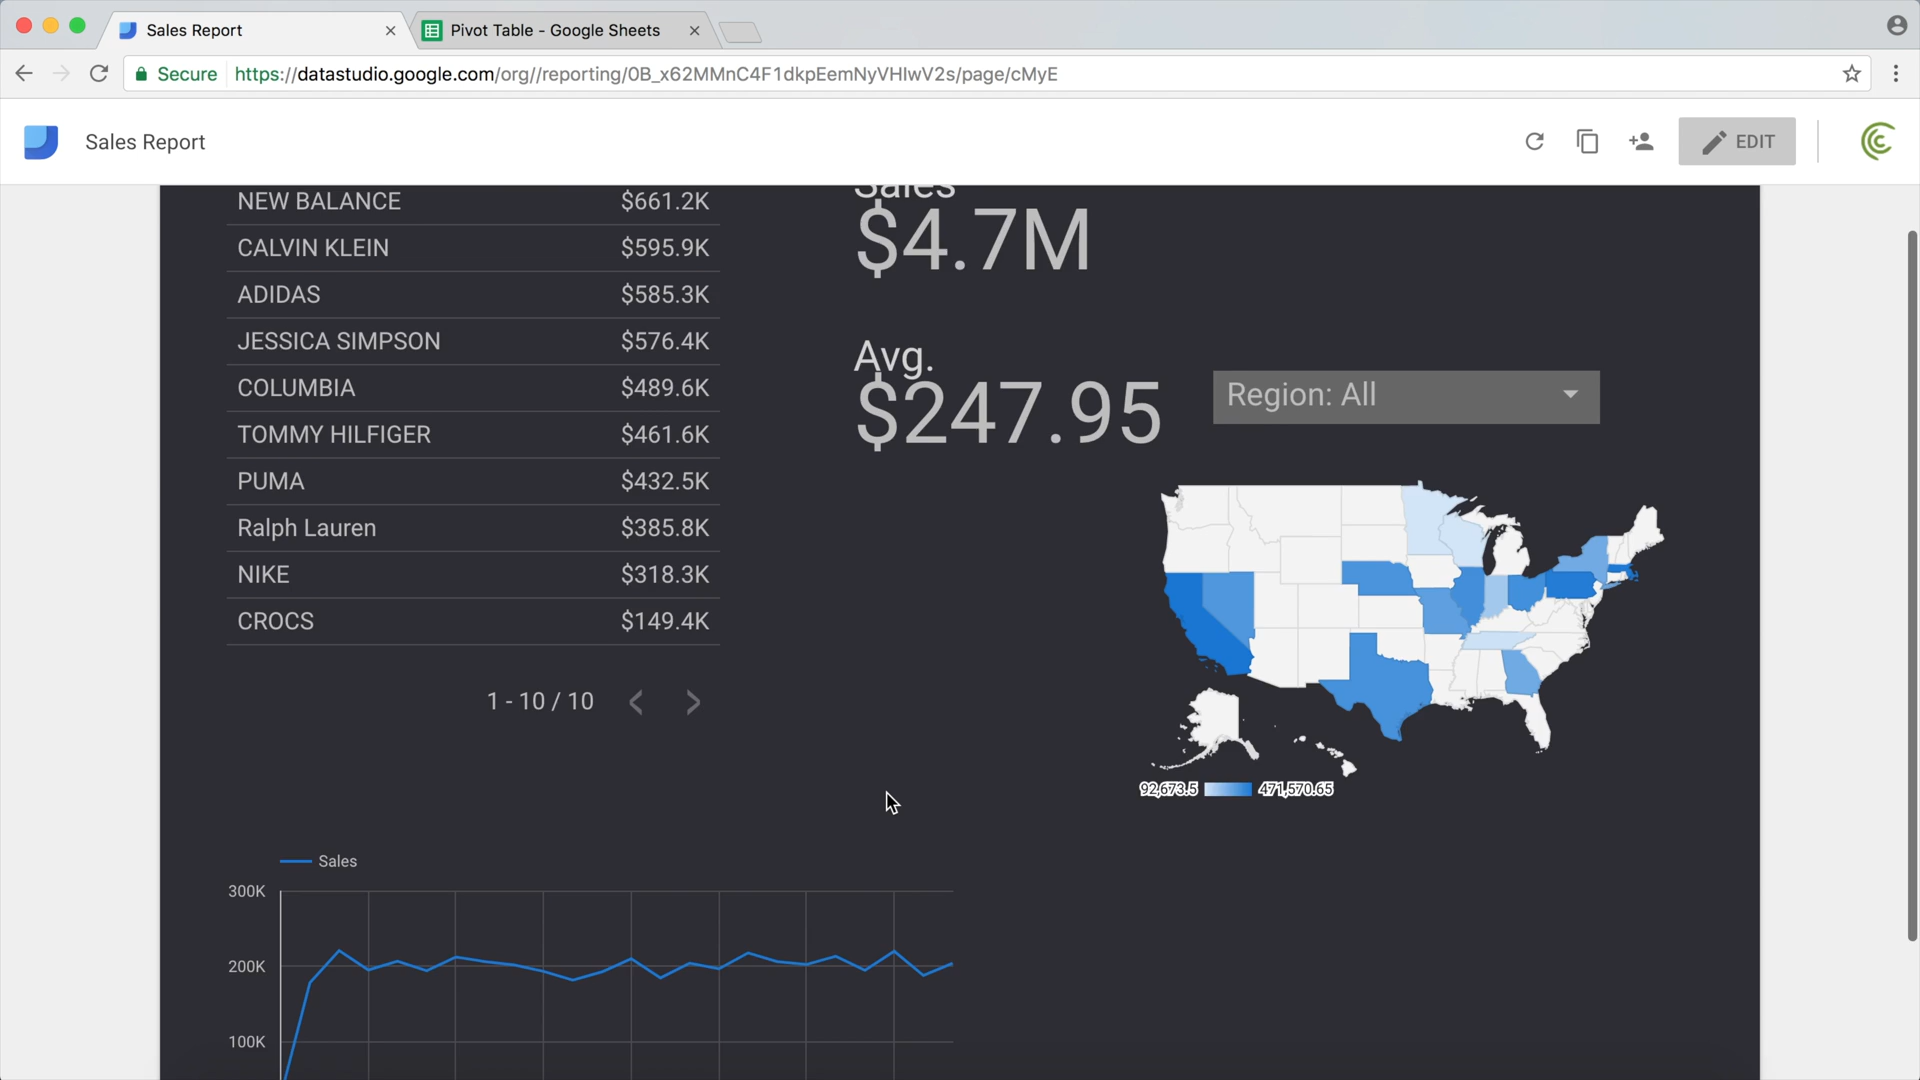 Sales Report
Pivot Table - Google Sheets
Secure
https://datastudio.google.com/org//reporting/0B_x62MMnC4F1dkpEemNyVHIwV2s/page/cMyE
Sales Report
EDIT
NEW BALANCE $661.2K
CALVIN KLEIN $595.9K
ADIDAS $585.3K
JESSICA SIMPSON $576.4K
COLUMBIA $489.6K
TOMMY HILFIGER $461.6K
PUMA $432.5K
Ralph Lauren $385.8K
NIKE $318.3K
CROCS $149.4K
1 - 10 / 10
Sales
$4.7M
Avg.
$247.95
Region: All
92,673.5 471,570.65
Sales
300K
200K
100K